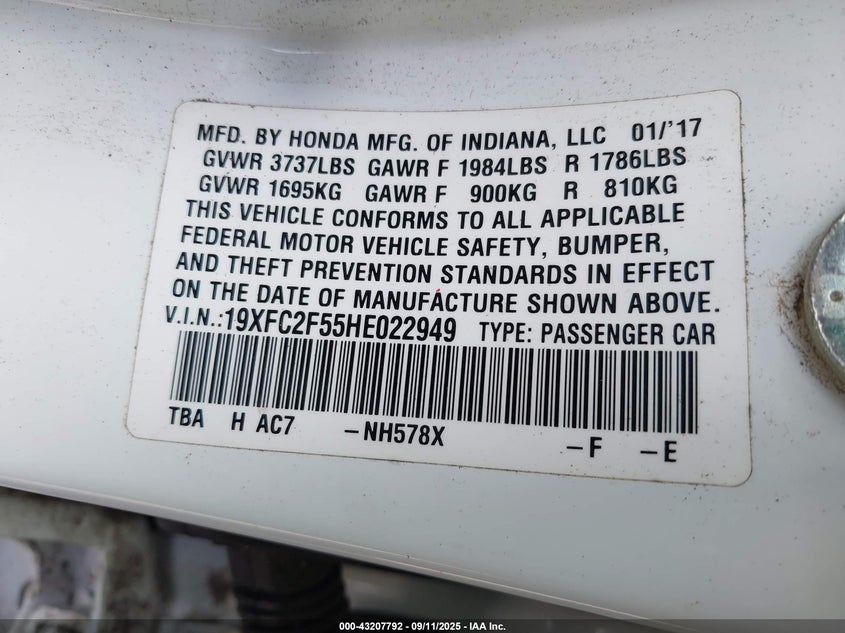 MFD. BY HONDA MFG. OF INDIANA, LLC 01/'17
GVWR 3737LBS GAWR F 1984LBS R 1786LBS
GVWR 1695KG GAWR F 900KG R 810KG
THIS VEHICLE CONFORMS TO ALL APPLICABLE
FEDERAL MOTOR VEHICLE SAFETY, BUMPER,
AND THEFT PREVENTION STANDARDS IN EFFECT
ON THE DATE OF MANUFACTURE SHOWN ABOVE.
V.I.N.:19XFC2F55HE022949 TYPE: PASSENGER CAR
TBA H AC7 -NH578X -F -E
000-43207792 - 09/11/2025 - IAA Inc.